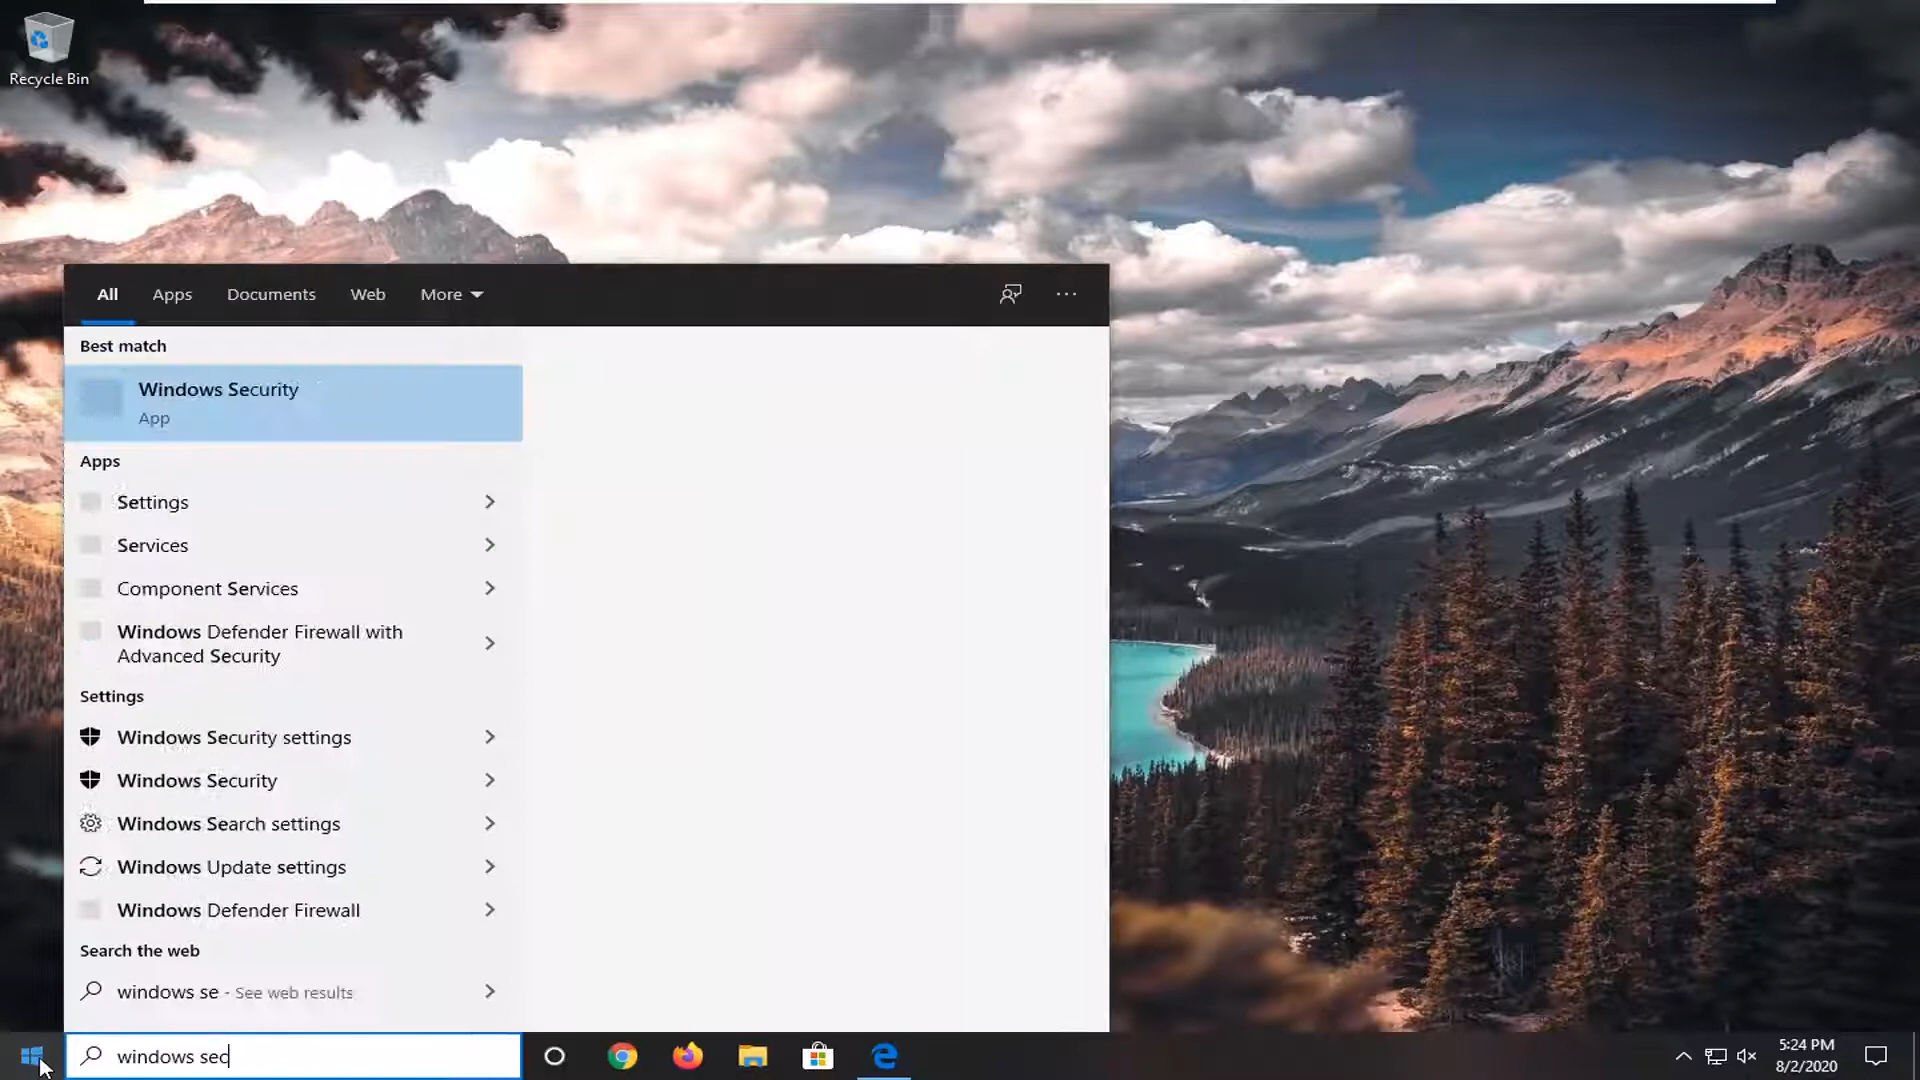 Recycle Bin
All Apps Documents Web More
Best match
Windows Security
App
Apps
Settings
Services
Component Services
Windows Defender Firewall with
Advanced Security
Settings
Windows Security settings
Windows Security
Windows Search settings
Windows Update settings
Windows Defender Firewall
Search the web
windows se - See web results
windows sec
5:24 PM
8/2/2020